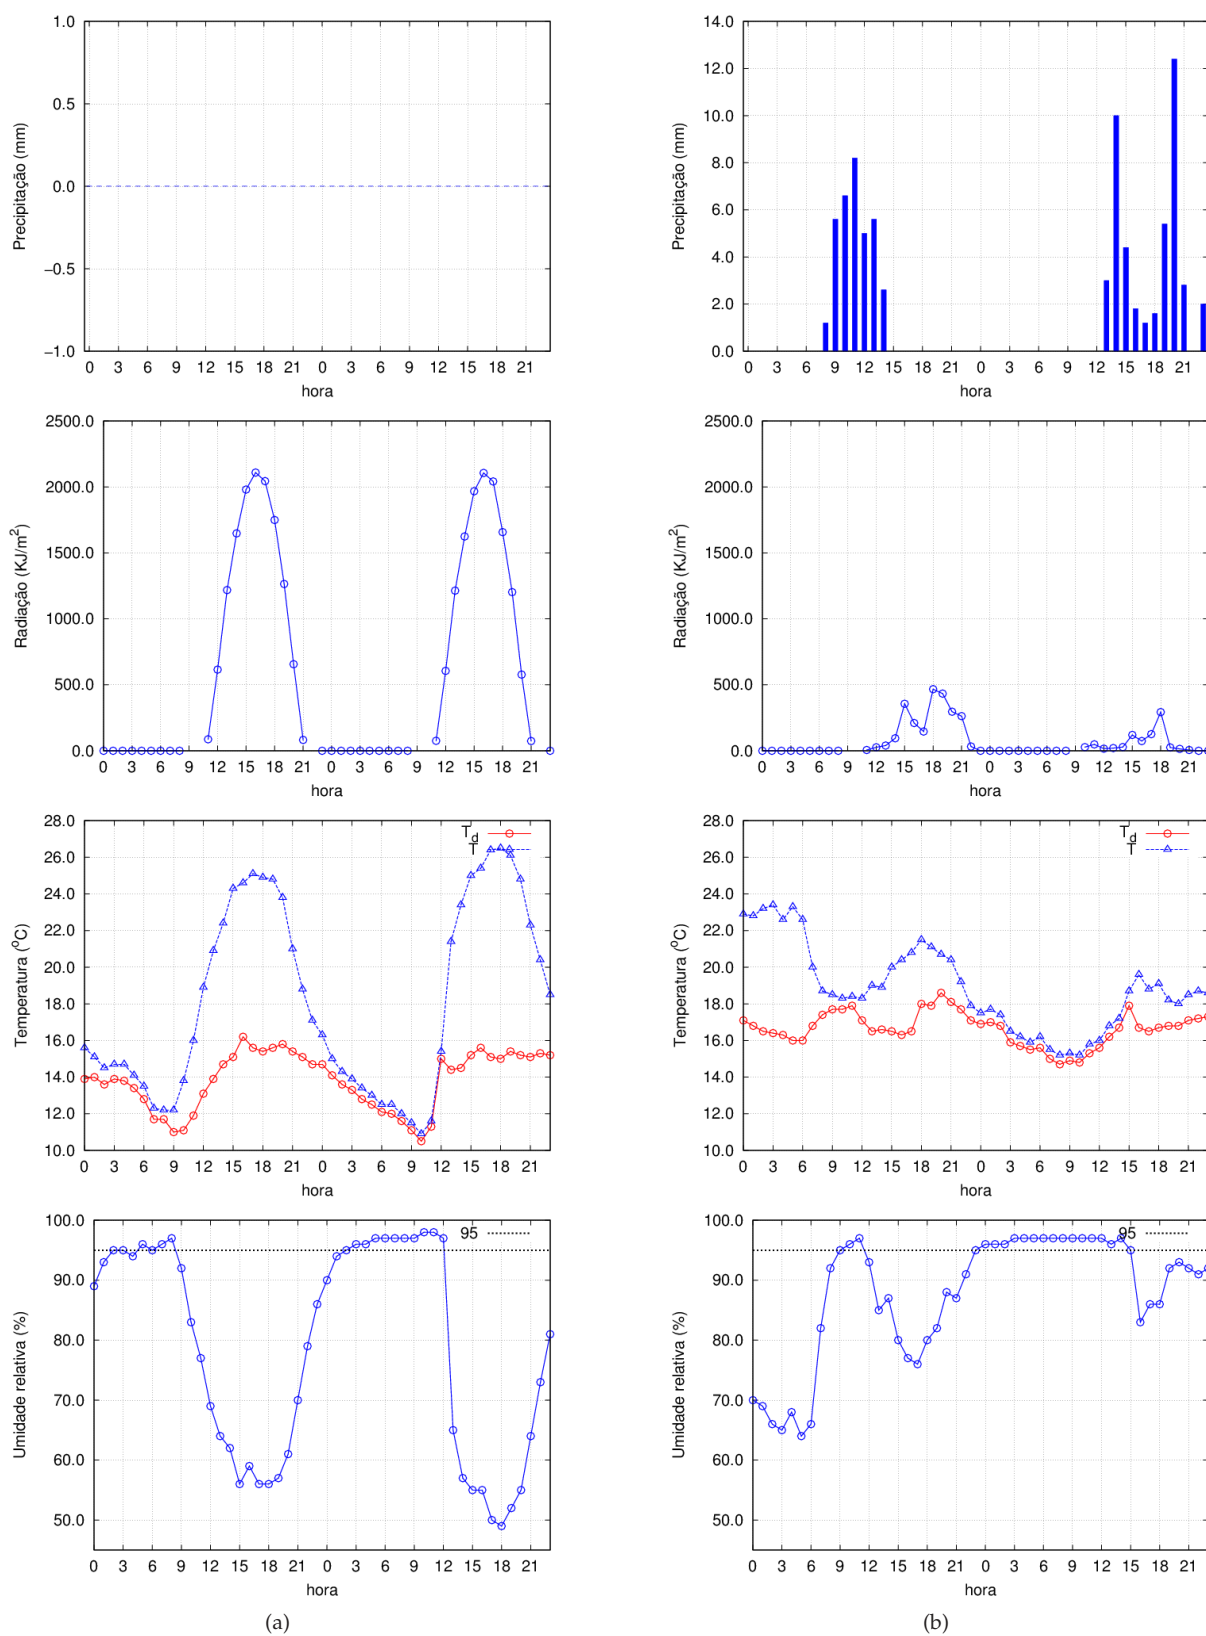 1.0
0.5
0.0
−0.5
−1.0
Precipitação (mm)
0 3 6 9 12 15 18 21 0 3 6 9 12 15 18 21
hora
14.0
12.0
10.0
8.0
6.0
4.0
2.0
0.0
Precipitação (mm)
0 3 6 9 12 15 18 21 0 3 6 9 12 15 18 21
hora
2500.0
2000.0
1500.0
1000.0
500.0
0.0
Radiação (KJ/m²)
0 3 6 9 12 15 18 21 0 3 6 9 12 15 18 21
hora
2500.0
2000.0
1500.0
1000.0
500.0
0.0
Radiação (KJ/m²)
0 3 6 9 12 15 18 21 0 3 6 9 12 15 18 21
hora
28.0
26.0
24.0
22.0
20.0
18.0
16.0
14.0
12.0
10.0
Temperatura (°C)
Td
T
0 3 6 9 12 15 18 21 0 3 6 9 12 15 18 21
hora
28.0
26.0
24.0
22.0
20.0
18.0
16.0
14.0
12.0
10.0
Temperatura (°C)
Td
T
0 3 6 9 12 15 18 21 0 3 6 9 12 15 18 21
hora
100.0
90.0
80.0
70.0
60.0
50.0
Umidade relativa (%)
95
0 3 6 9 12 15 18 21 0 3 6 9 12 15 18 21
hora
100.0
90.0
80.0
70.0
60.0
50.0
Umidade relativa (%)
95
0 3 6 9 12 15 18 21 0 3 6 9 12 15 18 21
hora
(a)
(b)